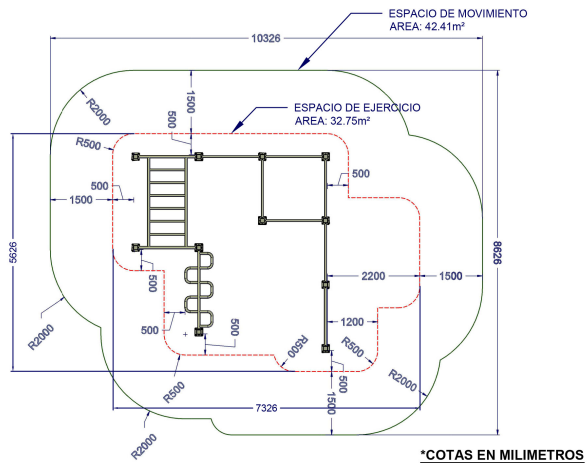 ESPACIO DE MOVIMIENTO
AREA: 42.41m²
10326
R2000
1500
ESPACIO DE EJERCICIO
AREA: 32.75m²
500
R500
500
500
1500
5626
8626
2200
1500
500
500
1200
500
R500
R500
500
R2000
R500
R2000
1500
7326
R2000
*COTAS EN MILIMETROS